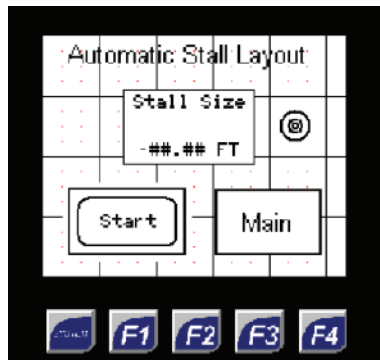 Automatic Stall Layout
Stall Size
-##.## FT
Start
Main
F1 F2 F3 F4